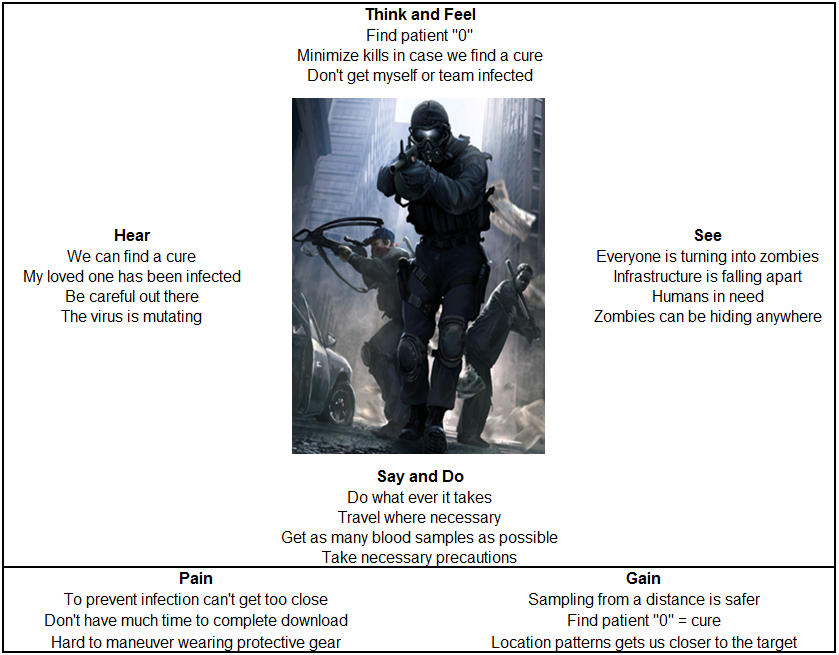 Think and Feel
Find patient "0"
Minimize kills in case we find a cure
Don't get myself or team infected
Hear
We can find a cure
My loved one has been infected
Be careful out there
The virus is mutating
See
Everyone is turning into zombies
Infrastructure is falling apart
Humans in need
Zombies can be hiding anywhere
Say and Do
Do what ever it takes
Travel where necessary
Get as many blood samples as possible
Take necessary precautions
Pain
To prevent infection can't get too close
Don't have much time to complete download
Hard to maneuver wearing protective gear
Gain
Sampling from a distance is safer
Find patient "0" = cure
Location patterns gets us closer to the target